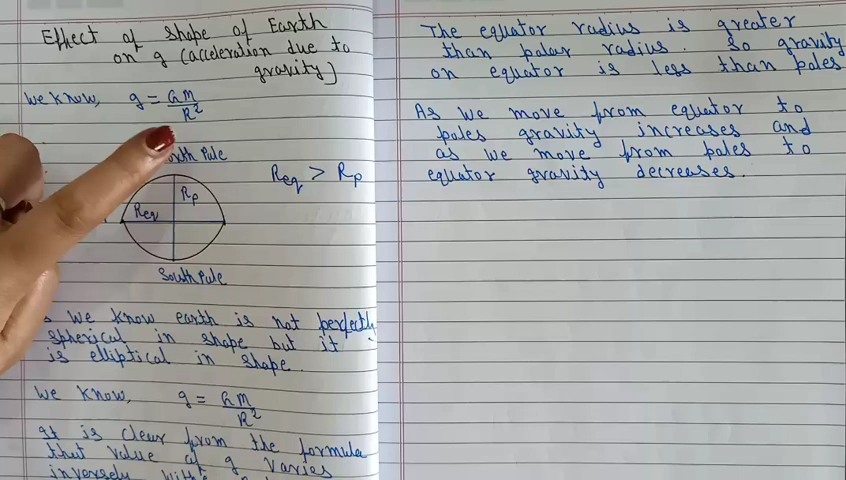 Effect of shape of Earth
on g (acceleration due to
gravity)
We know, g = GM
R²
North Pole
Rp
Req
Req > Rp
South Pole
we know earth is not perfectly
spherical in shape but it
is elliptical in shape.
We know, g = GM
R²
It is clear from the formula
that value of g varies
inversely with
The equator radius is greater
than polar radius. So gravity
on equator is less than poles
As we move from equator to
poles gravity increases and
as we move from poles to
equator gravity decreases.